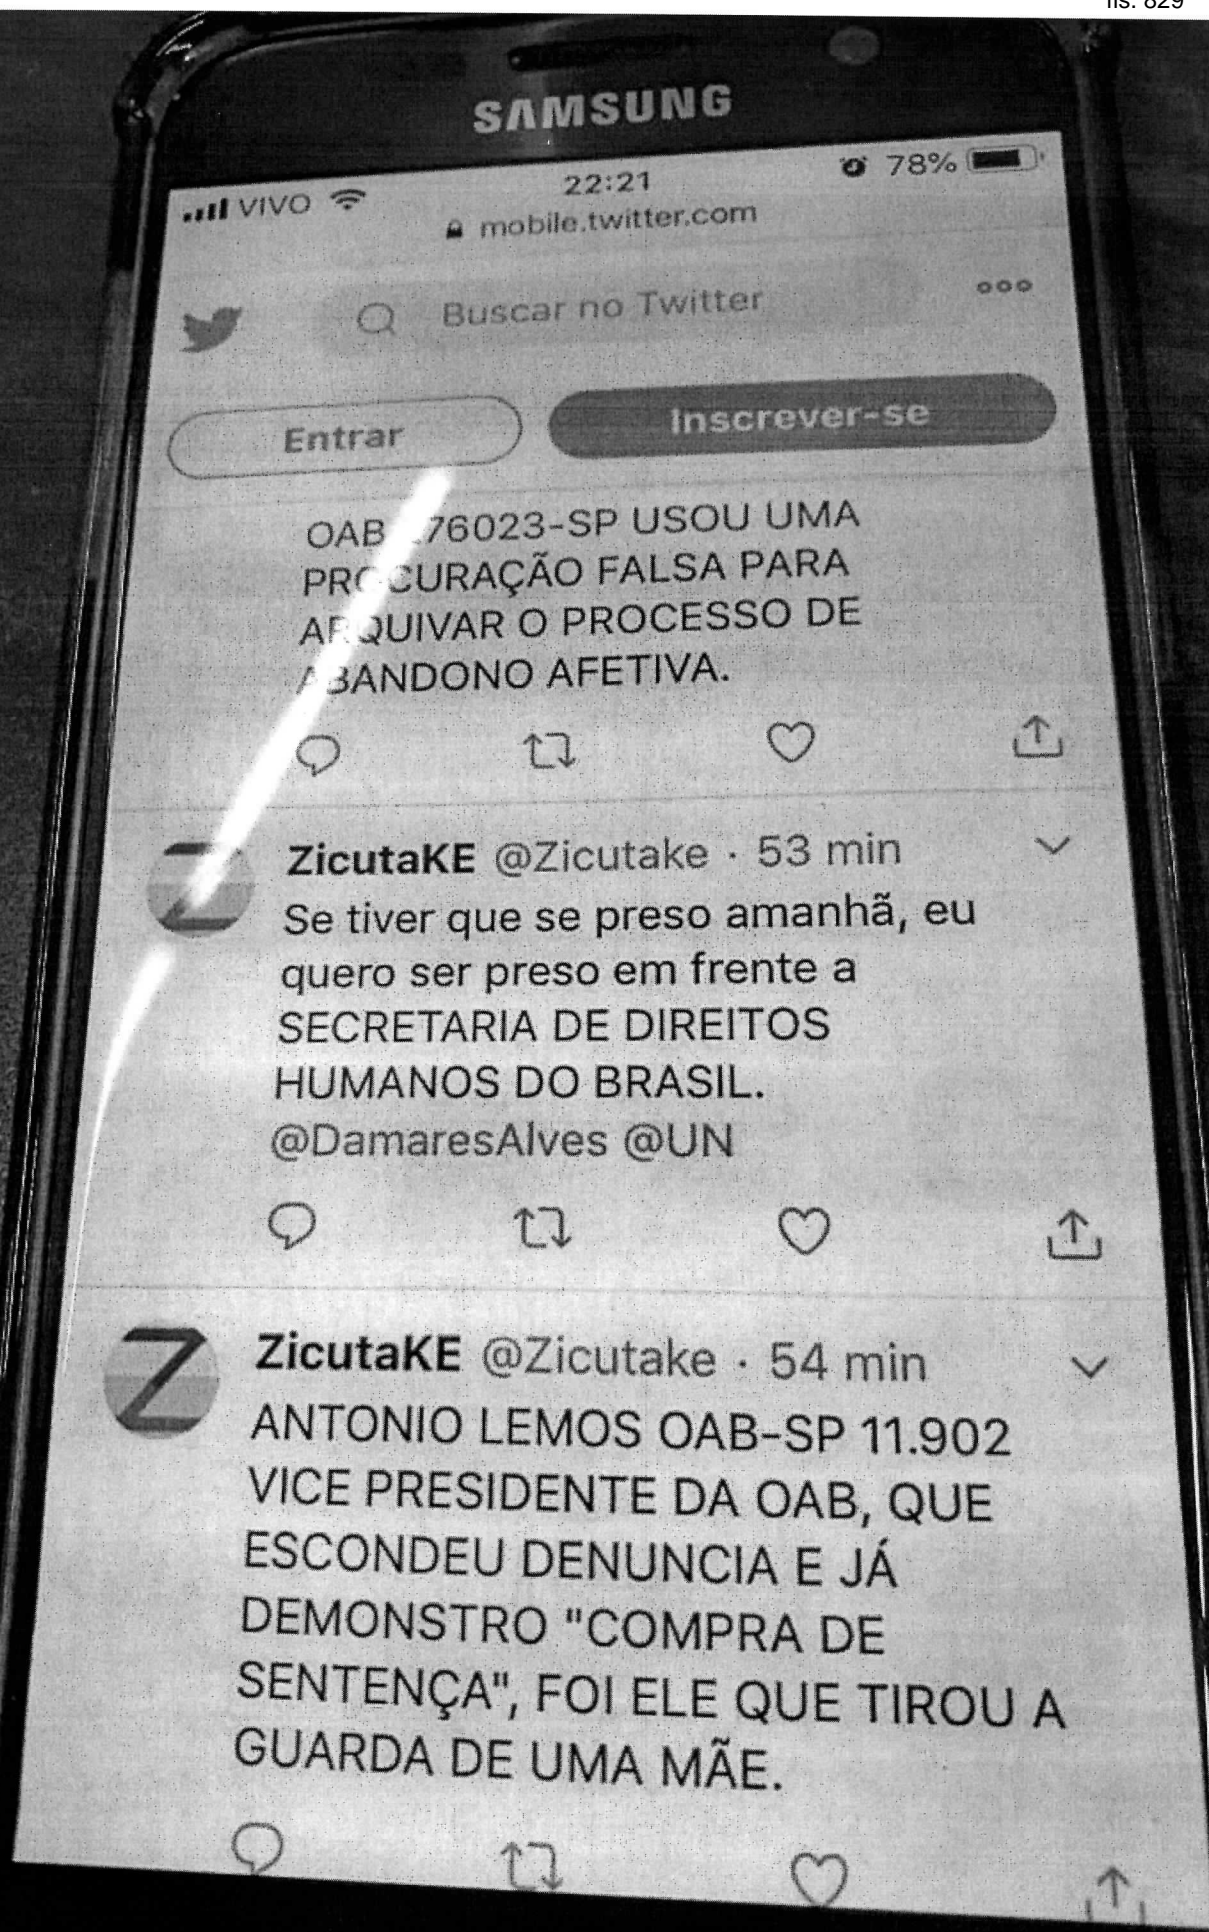 fls. 829
SAMSUNG
VIVO 22:21 78%
mobile.twitter.com
Buscar no Twitter
Entrar Inscrever-se
OAB 76023-SP USOU UMA
PROCURAÇÃO FALSA PARA
ARQUIVAR O PROCESSO DE
ABANDONO AFETIVA.
ZicutaKE @Zicutake · 53 min
Se tiver que se preso amanhã, eu
quero ser preso em frente a
SECRETARIA DE DIREITOS
HUMANOS DO BRASIL.
@DamaresAlves @UN
ZicutaKE @Zicutake · 54 min
ANTONIO LEMOS OAB-SP 11.902
VICE PRESIDENTE DA OAB, QUE
ESCONDEU DENUNCIA E JÁ
DEMONSTRO "COMPRA DE
SENTENÇA", FOI ELE QUE TIROU A
GUARDA DE UMA MÃE.